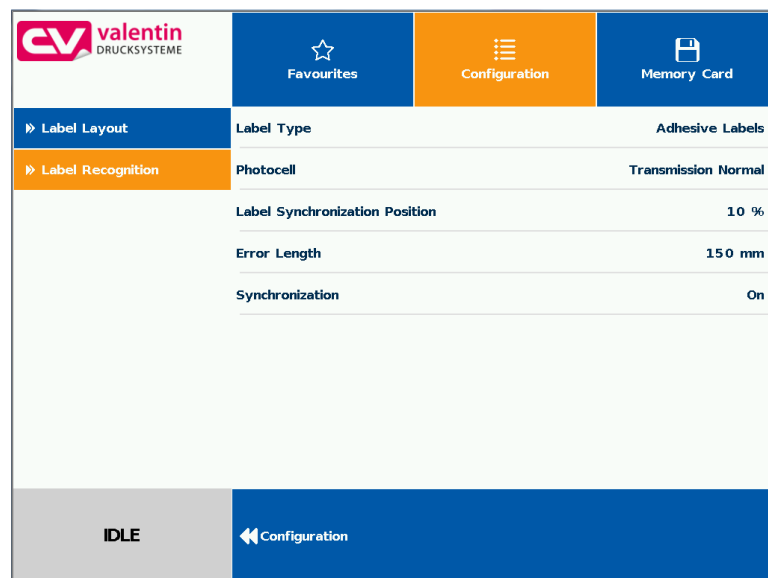 valentin
DRUCKSYSTEME
Favourites
Configuration
Memory Card
Label Layout
Label Recognition
Label Type Adhesive Labels
Photocell Transmission Normal
Label Synchronization Position 10 %
Error Length 150 mm
Synchronization On
IDLE
Configuration